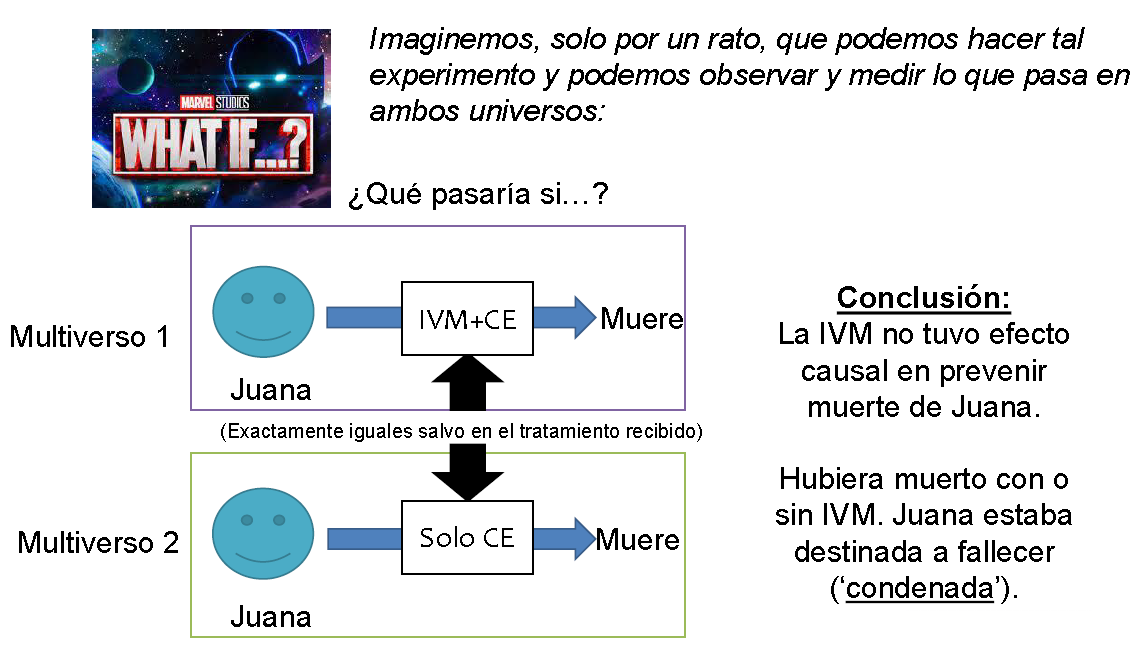 Imaginemos, solo por un rato, que podemos hacer tal
experimento y podemos observar y medir lo que pasa en
ambos universos:
MARVEL STUDIOS
WHAT IF...?
¿Qué pasaría si…?
Multiverso 1
Juana
IVM+CE
Muere
(Exactamente iguales salvo en el tratamiento recibido)
Multiverso 2
Juana
Solo CE
Muere
Conclusión:
La IVM no tuvo efecto
causal en prevenir
muerte de Juana.
Hubiera muerto con o
sin IVM. Juana estaba
destinada a fallecer
(‘condenada’).